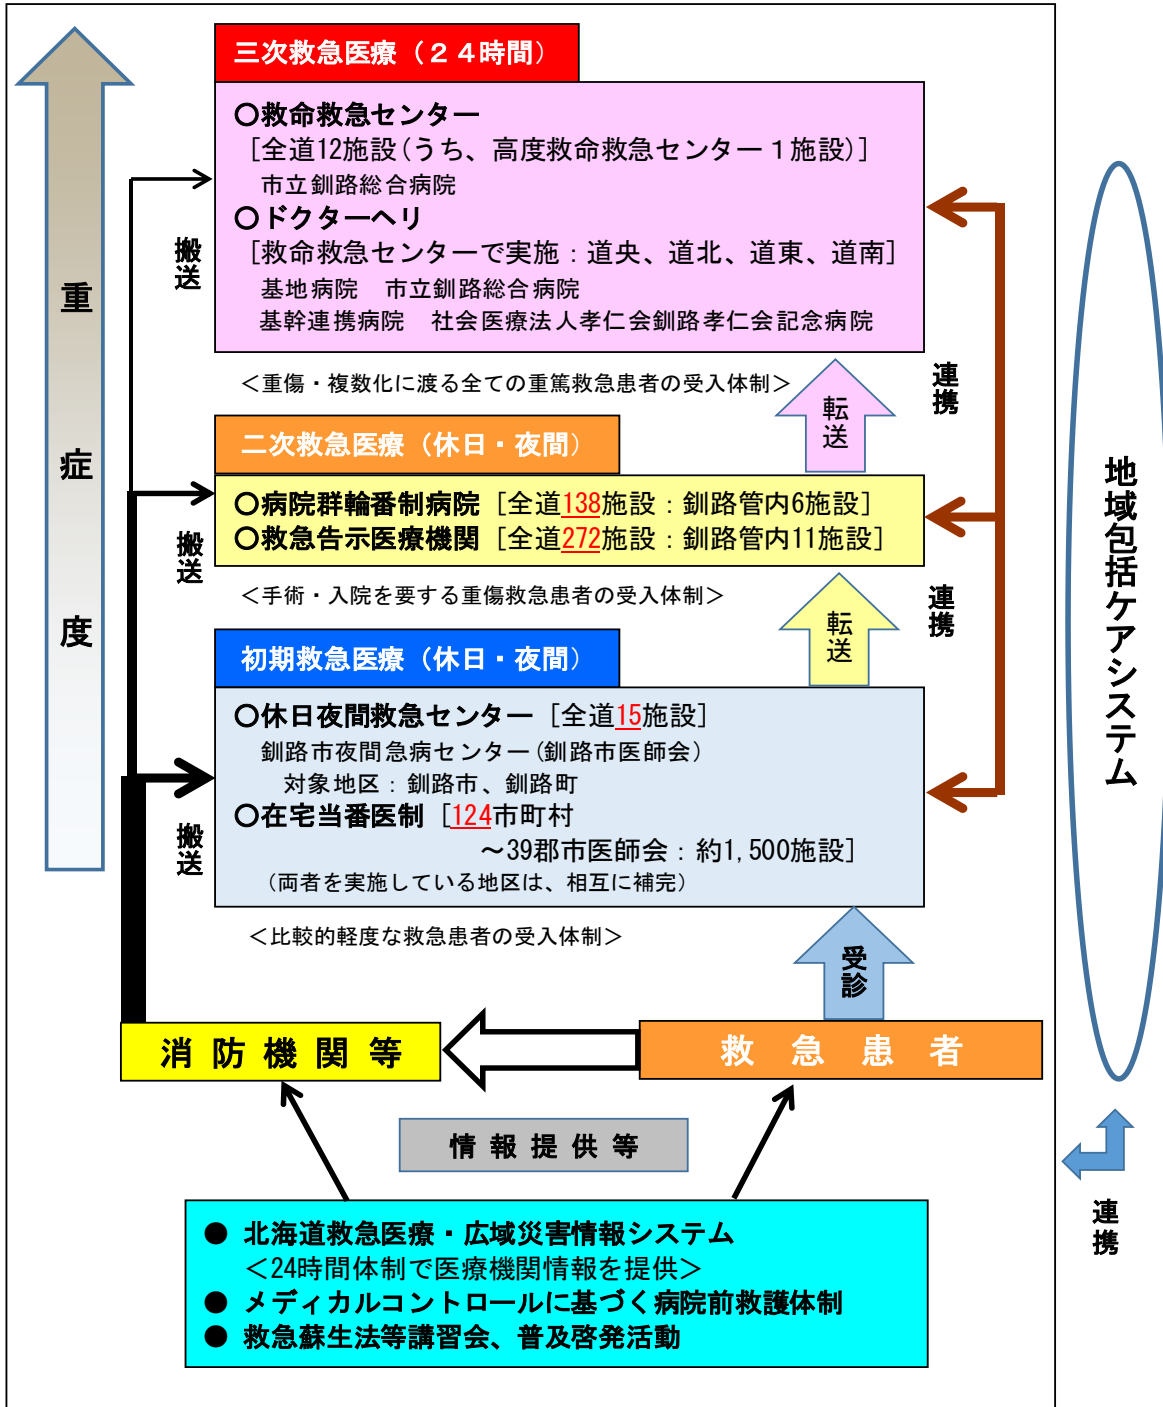 三次救急医療（２４時間）
〇救命救急センター
［全道12施設(うち、高度救命救急センター１施設)］
市立釧路総合病院
〇ドクターヘリ
［救命救急センターで実施：道央、道北、道東、道南］
基地病院　市立釧路総合病院
基幹連携病院　社会医療法人孝仁会釧路孝仁会記念病院
搬送
重症度
＜重傷・複数化に渡る全ての重篤救急患者の受入体制＞
転送
連携
二次救急医療（休日・夜間）
〇病院群輪番制病院［全道138施設：釧路管内6施設］
〇救急告示医療機関［全道272施設：釧路管内11施設］
搬送
＜手術・入院を要する重傷救急患者の受入体制＞
転送
連携
初期救急医療（休日・夜間）
〇休日夜間救急センター［全道15施設］
釧路市夜間急病センター(釧路市医師会)
対象地区：釧路市、釧路町
〇在宅当番医制［124市町村
～39郡市医師会：約1,500施設］
（両者を実施している地区は、相互に補完）
搬送
＜比較的軽度な救急患者の受入体制＞
受診
地域包括ケアシステム
消防機関等
救急患者
情報提供等
連携
● 北海道救急医療・広域災害情報システム
＜24時間体制で医療機関情報を提供＞
● メディカルコントロールに基づく病院前救護体制
● 救急蘇生法等講習会、普及啓発活動